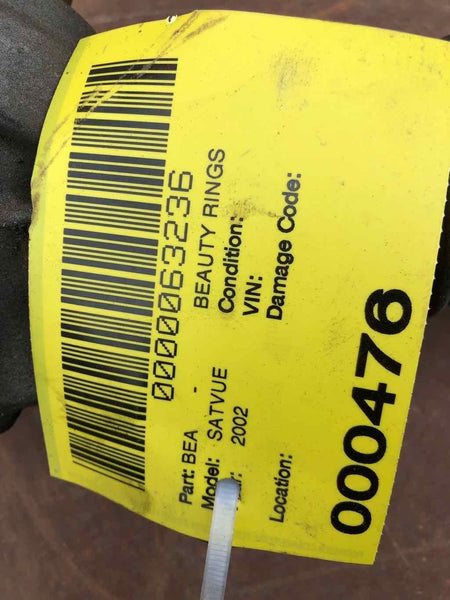 0000063236
Part: BEA - BEAUTY RINGS
Model: SATVUE Condition:
2002 VIN:
Damage Code:
Location:
000476